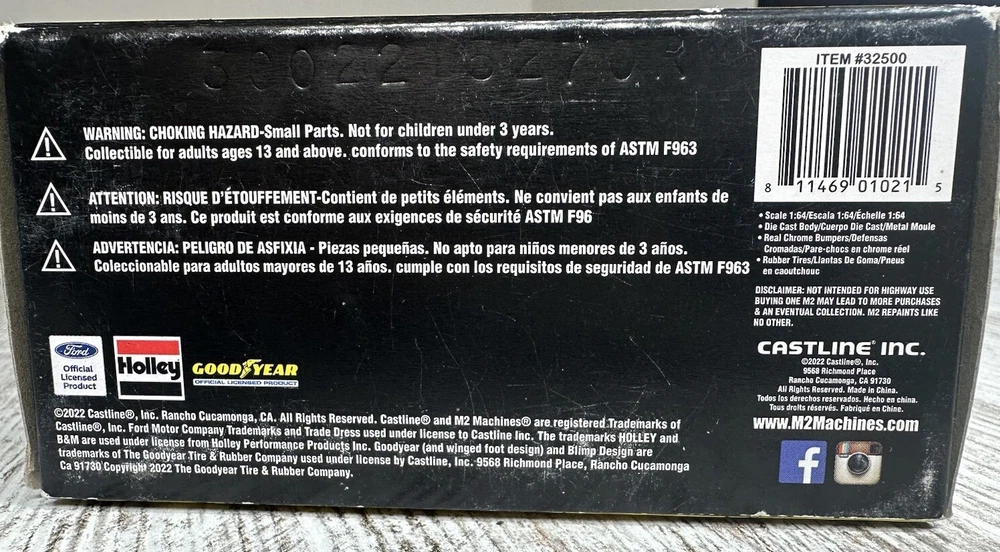 ITEM #32500
8 11469 01021 5
WARNING: CHOKING HAZARD-Small Parts. Not for children under 3 years.
Collectible for adults ages 13 and above. conforms to the safety requirements of ASTM F963
ATTENTION: RISQUE D'ÉTOUFFEMENT-Contient de petits éléments. Ne convient pas aux enfants de
moins de 3 ans. Ce produit est conforme aux exigences de sécurité ASTM F96
ADVERTENCIA: PELIGRO DE ASFIXIA - Piezas pequeñas. No apto para niños menores de 3 años.
Coleccionable para adultos mayores de 13 años. cumple con los requisitos de seguridad de ASTM F963
• Scale 1:64/Escala 1:64/Échelle 1:64
• Die Cast Body/Cuerpo Die Cast/Metal Moule
• Real Chrome Bumpers/Defensas
Cromadas/Pare-chocs en chrome réel
• Rubber Tires/Llantas De Goma/Pneus
en caoutchouc
DISCLAIMER: NOT INTENDED FOR HIGHWAY USE
BUYING ONE M2 MAY LEAD TO MORE PURCHASES
& AN EVENTUAL COLLECTION. M2 REPAINTS LIKE
NO OTHER.
CASTLINE® INC.
©2022 Castline®, Inc.
9568 Richmond Place
Rancho Cucamonga, CA 91730
All Rights Reserved. Made in China.
Todos los derechos reservados. Hecho en china.
Tous droits réservés. Fabriqué en Chine.
www.M2Machines.com
f
Ford
Official
Licensed
Product
Holley
GOODYEAR
OFFICIAL LICENSED PRODUCT
©2022 Castline®, Inc. Rancho Cucamonga, CA. All Rights Reserved. Castline® and M2 Machines® are registered Trademarks of
Castline®, Inc. Ford Motor Company Trademarks and Trade Dress used under license to Castline Inc. The trademarks HOLLEY and
B&M are used under license from Holley Performance Products Inc. Goodyear (and winged foot design) and Blimp Design are
trademarks of The Goodyear Tire & Rubber Company used under license by Castline, Inc. 9568 Richmond Place, Rancho Cucamonga
Ca 91730 Copyright 2022 The Goodyear Tire & Rubber Company.